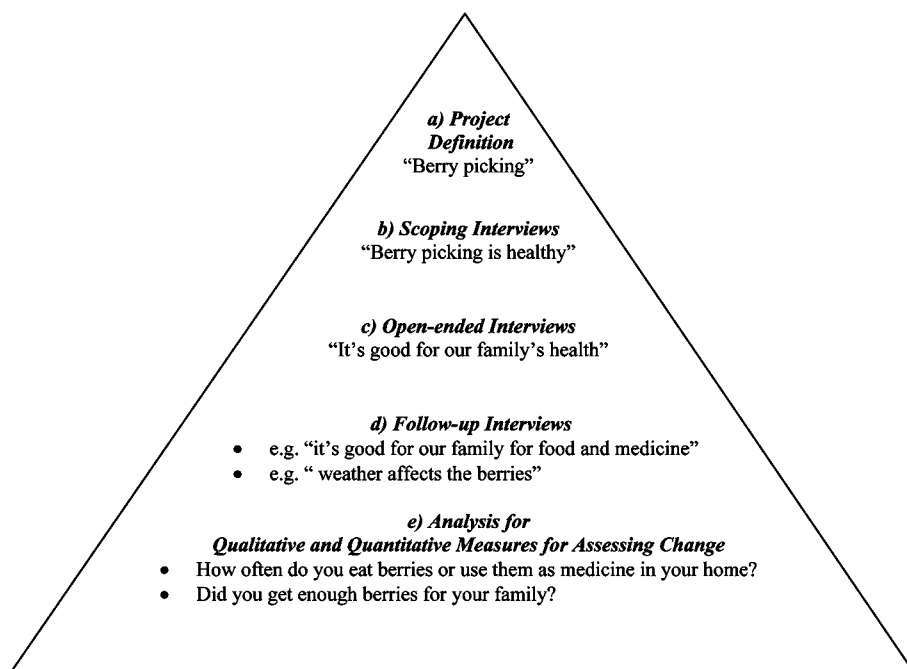 a) Project
Definition
“Berry picking”
b) Scoping Interviews
“Berry picking is healthy”
c) Open-ended Interviews
“It’s good for our family’s health”
d) Follow-up Interviews
• e.g. “it’s good for our family for food and medicine”
• e.g. “ weather affects the berries”
e) Analysis for
Qualitative and Quantitative Measures for Assessing Change
• How often do you eat berries or use them as medicine in your home?
• Did you get enough berries for your family?